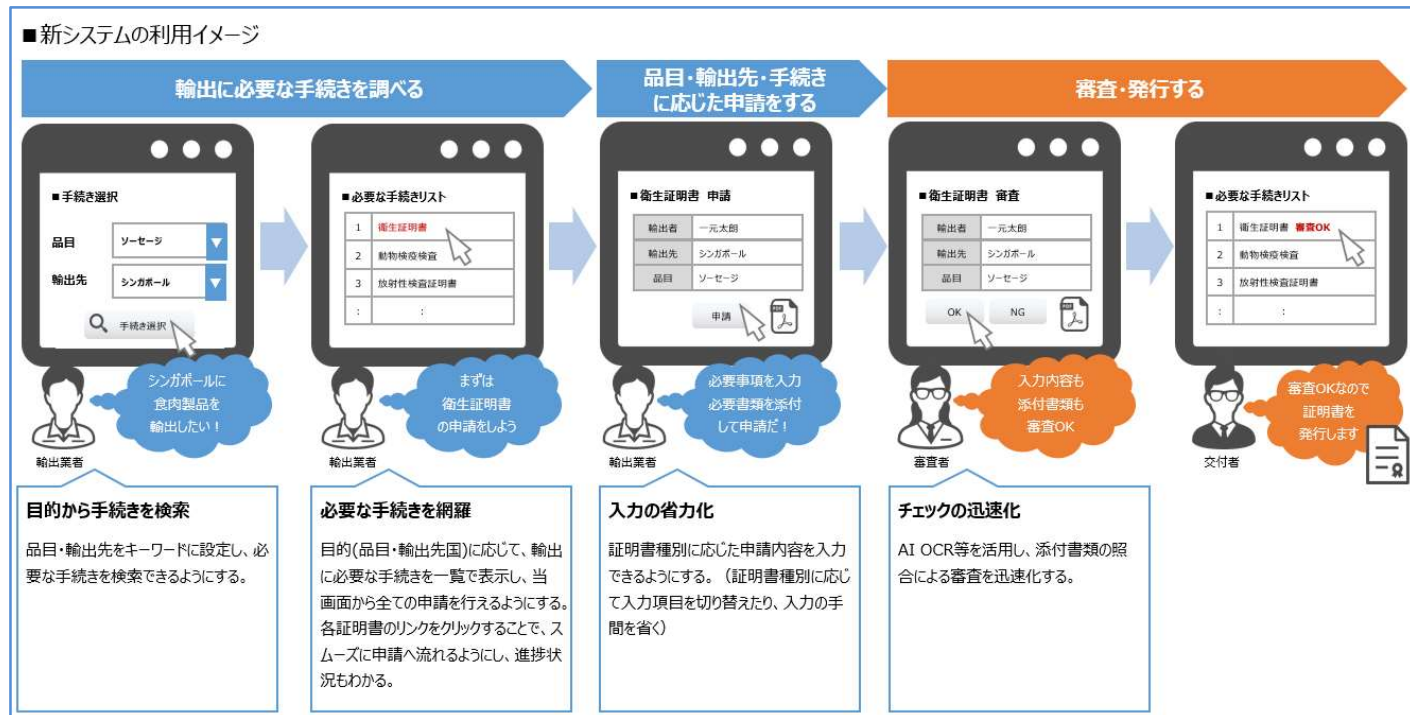 ■新システムの利用イメージ
輸出に必要な手続きを調べる
品目・輸出先・手続き
に応じた申請をする
審査・発行する
■手続き選択
品目
ソーセージ
輸出先
シンガポール
手続き選択
■必要な手続きリスト
1 衛生証明書
2 動物検疫検査
3 放射性検査証明書
: :
■衛生証明書 申請
輸出者 一元太朗
輸出先 シンガポール
品目 ソーセージ
申請
PDF
■衛生証明書 審査
輸出者 一元太朗
輸出先 シンガポール
品目 ソーセージ
OK NG
PDF
■必要な手続きリスト
1 衛生証明書 審査OK
2 動物検疫検査
3 放射性検査証明書
: :
シンガポールに
食肉製品を
輸出したい!
輸出業者
まずは
衛生証明書
の申請をしよう
輸出業者
必要事項を入力
必要書類を添付
して申請だ!
輸出業者
入力内容も
添付書類も
審査OK
審査者
審査OKなので
証明書を
発行します
交付者
目的から手続きを検索
品目・輸出先をキーワードに設定し、必
要な手続きを検索できるようにする。
必要な手続きを網羅
目的(品目・輸出先国)に応じて、輸出
に必要な手続きを一覧で表示し、当
画面から全ての申請を行えるようにする。
各証明書のリンクをクリックすることで、ス
ムーズに申請へ流れるようにし、進捗状
況もわかる。
入力の省力化
証明書種別に応じた申請内容を入力
できるようにする。(証明書種別に応じ
て入力項目を切り替えたり、入力の手
間を省く)
チェックの迅速化
AI OCR等を活用し、添付書類の照
合による審査を迅速化する。